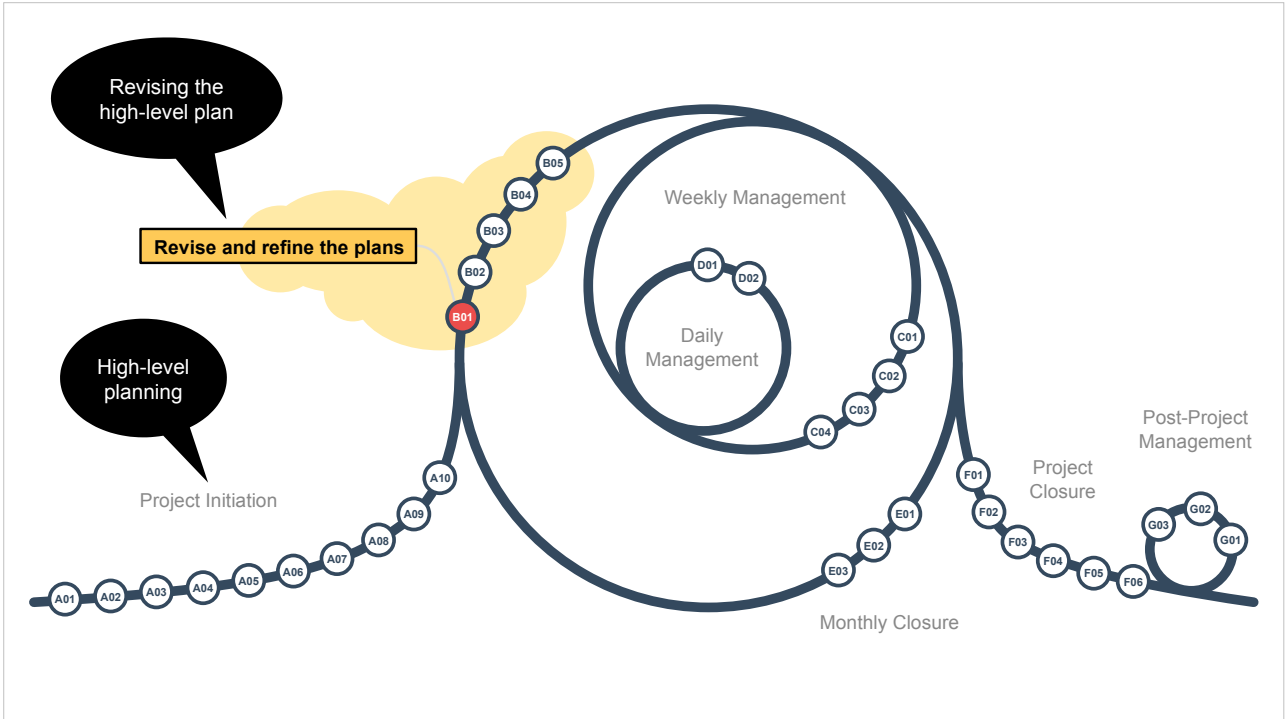 Revising the
high-level plan
Revise and refine the plans
High-level
planning
Project Initiation
A01
A02
A03
A04
A05
A06
A07
A08
A09
A10
B01
B02
B03
B04
B05
Weekly Management
D01
D02
Daily
Management
C01
C02
C03
C04
E01
E02
E03
Monthly Closure
F01
F02
F03
F04
F05
F06
Project
Closure
Post-Project
Management
G03
G02
G01